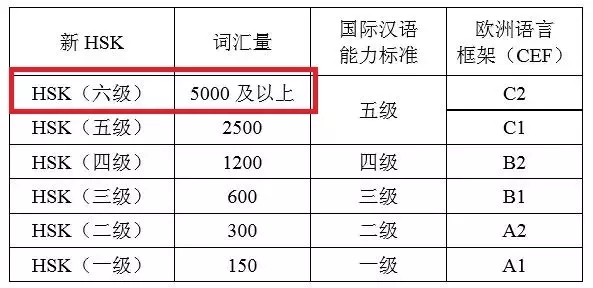 新 HSK 词汇量 国际汉语能力标准 欧洲语言框架（CEF）
HSK（六级） 5000 及以上 五级 C2
HSK（五级） 2500 C1
HSK（四级） 1200 四级 B2
HSK（三级） 600 三级 B1
HSK（二级） 300 二级 A2
HSK（一级） 150 一级 A1